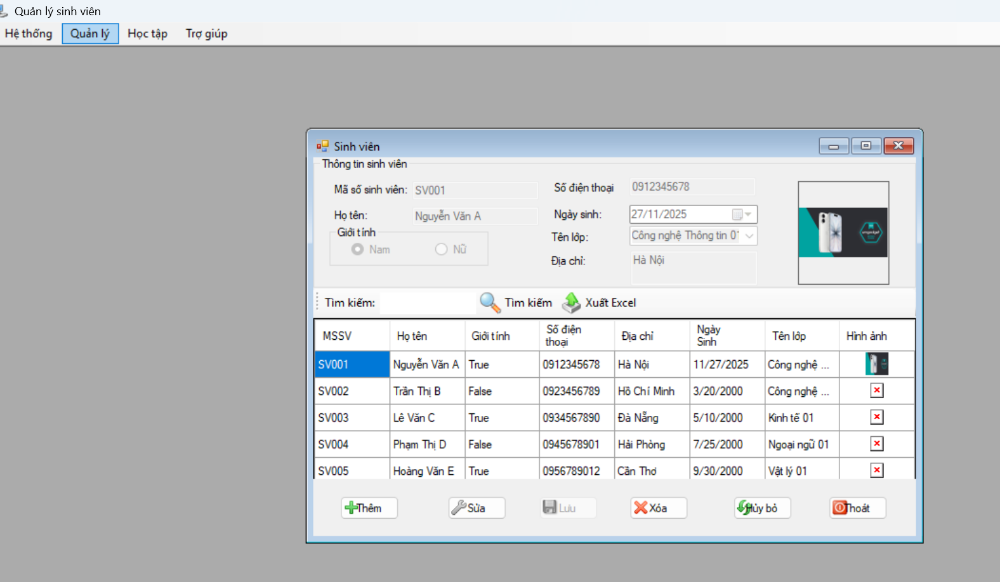 Quản lý sinh viên
Hệ thống Quản lý Học tập Trợ giúp
Sinh viên
Thông tin sinh viên
Mã số sinh viên: SV001
Số điện thoại 0912345678
Họ tên: Nguyễn Văn A
Ngày sinh: 27/11/2025
Giới tính
Nam Nữ
Tên lớp: Công nghệ Thông tin 01
Địa chỉ: Hà Nội
Tìm kiếm: Tìm kiếm Xuất Excel
MSSV Họ tên Giới tính Số điện thoại Địa chỉ Ngày Sinh Tên lớp Hình ảnh
SV001 Nguyễn Văn A True 0912345678 Hà Nội 11/27/2025 Công nghệ ...
SV002 Trần Thị B False 0923456789 Hồ Chí Minh 3/20/2000 Công nghệ ...
SV003 Lê Văn C True 0934567890 Đà Nẵng 5/10/2000 Kinh tế 01
SV004 Phạm Thị D False 0945678901 Hải Phòng 7/25/2000 Ngoại ngữ 01
SV005 Hoàng Văn E True 0956789012 Cần Thơ 9/30/2000 Vật lý 01
Thêm Sửa Lưu Xóa Hủy bỏ Thoát